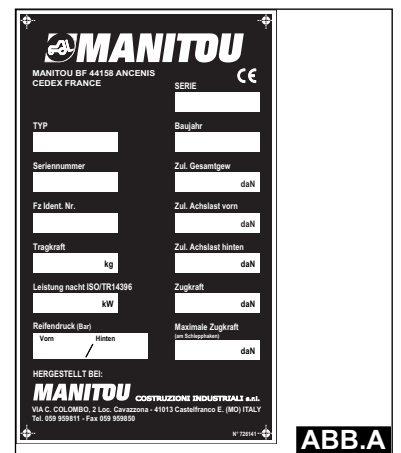 MANITOU
MANITOU BF 44158 ANCENIS
CEDEX FRANCE
CE
SERIE
TYP
Baujahr
Seriennummer
Zul. Gesamtgew
daN
Fz Ident. Nr.
Zul. Achslast vorn
daN
Tragkraft
kg
Zul. Achslast hinten
daN
Leistung nacht ISO/TR14396
kW
Zugkraft
daN
Reifendruck (Bar)
Vorn / Hinten
Maximale Zugkraft
(am Schlepphaken)
daN
HERGESTELLT BEI:
MANITOU COSTRUZIONI INDUSTRIALI s.r.l.
VIA C. COLOMBO, 2 Loc. Cavazzona - 41013 Castelfranco E. (MO) ITALY
Tel. 059 959811 - Fax 059 959850
N° 726141
ABB.A